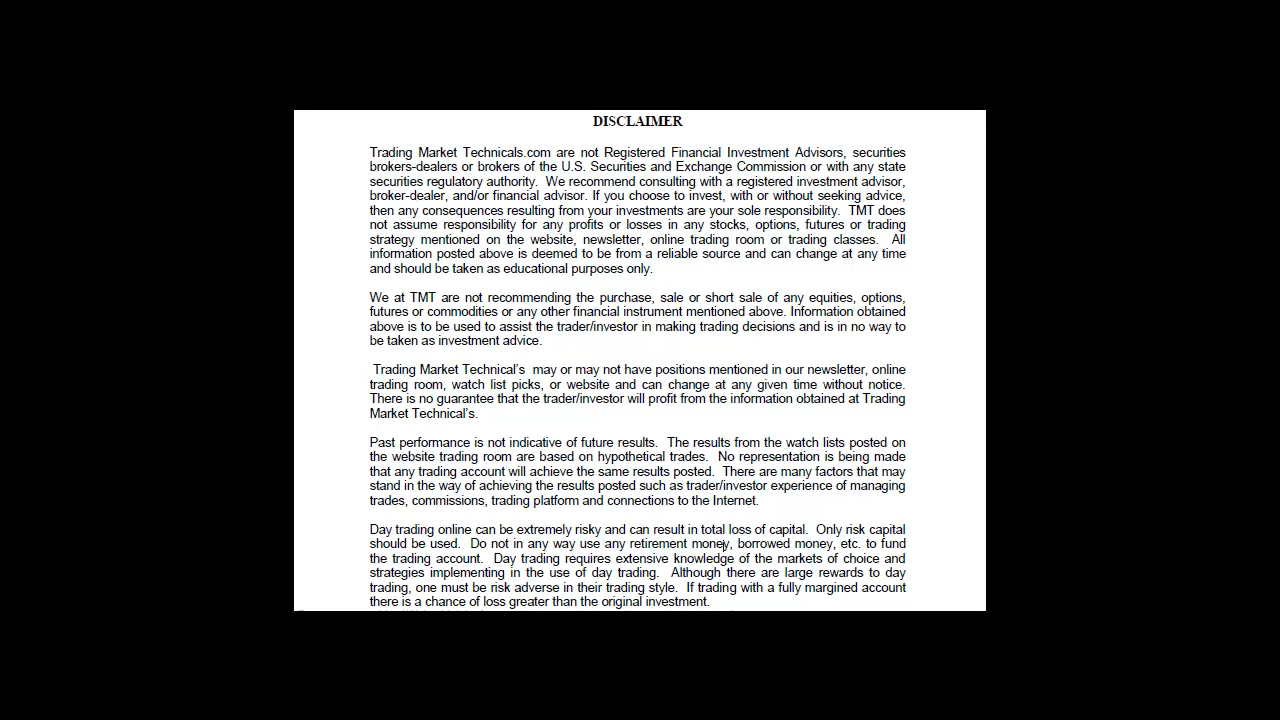 DISCLAIMER
Trading Market Technicals.com are not Registered Financial Investment Advisors, securities
brokers-dealers or brokers of the U.S. Securities and Exchange Commission or with any state
securities regulatory authority. We recommend consulting with a registered investment advisor,
broker-dealer, and/or financial advisor. If you choose to invest, with or without seeking advice,
then any consequences resulting from your investments are your sole responsibility. TMT does
not assume responsibility for any profits or losses in any stocks, options, futures or trading
strategy mentioned on the website, newsletter, online trading room or trading classes. All
information posted above is deemed to be from a reliable source and can change at any time
and should be taken as educational purposes only.
We at TMT are not recommending the purchase, sale or short sale of any equities, options,
futures or commodities or any other financial instrument mentioned above. Information obtained
above is to be used to assist the trader/investor in making trading decisions and is in no way to
be taken as investment advice.
Trading Market Technical's may or may not have positions mentioned in our newsletter, online
trading room, watch list picks, or website and can change at any given time without notice.
There is no guarantee that the trader/investor will profit from the information obtained at Trading
Market Technical's.
Past performance is not indicative of future results. The results from the watch lists posted on
the website trading room are based on hypothetical trades. No representation is being made
that any trading account will achieve the same results posted. There are many factors that may
stand in the way of achieving the results posted such as trader/investor experience of managing
trades, commissions, trading platform and connections to the Internet.
Day trading online can be extremely risky and can result in total loss of capital. Only risk capital
should be used. Do not in any way use any retirement money, borrowed money, etc. to fund
the trading account. Day trading requires extensive knowledge of the markets of choice and
strategies implementing in the use of day trading. Although there are large rewards to day
trading, one must be risk adverse in their trading style. If trading with a fully margined account
there is a chance of loss greater than the original investment.